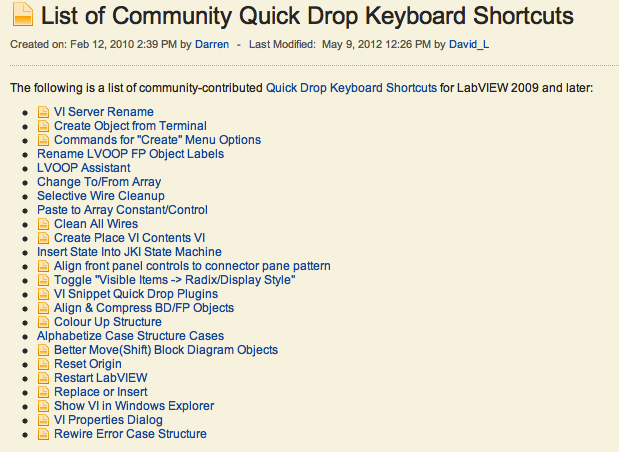 List of Community Quick Drop Keyboard Shortcuts
Created on: Feb 12, 2010 2:39 PM by Darren - Last Modified: May 9, 2012 12:26 PM by David_L
The following is a list of community-contributed Quick Drop Keyboard Shortcuts for LabVIEW 2009 and later:
VI Server Rename
Create Object from Terminal
Commands for "Create" Menu Options
Rename LVOOP FP Object Labels
LVOOP Assistant
Change To/From Array
Selective Wire Cleanup
Paste to Array Constant/Control
Clean All Wires
Create Place VI Contents VI
Insert State Into JKI State Machine
Align front panel controls to connector pane pattern
Toggle "Visible Items -> Radix/Display Style"
VI Snippet Quick Drop Plugins
Align & Compress BD/FP Objects
Colour Up Structure
Alphabetize Case Structure Cases
Better Move(Shift) Block Diagram Objects
Reset Origin
Restart LabVIEW
Replace or Insert
Show VI in Windows Explorer
VI Properties Dialog
Rewire Error Case Structure